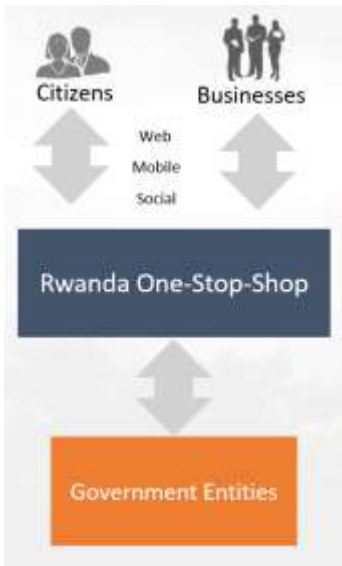 Citizens
Businesses
Web
Mobile
Social
Rwanda One-Stop-Shop
Government Entities